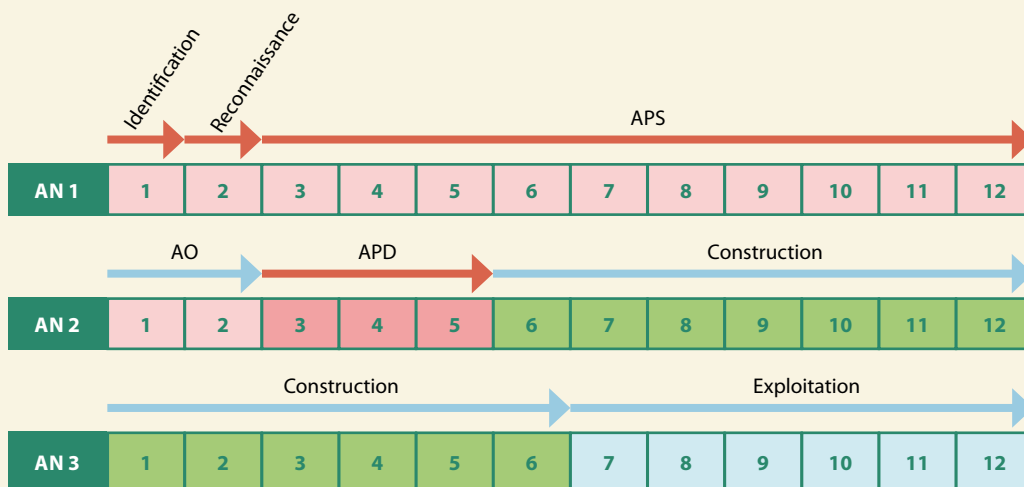 Identification
Reconnaissance
APS
AN 1 1 2 3 4 5 6 7 8 9 10 11 12
AO APD Construction
AN 2 1 2 3 4 5 6 7 8 9 10 11 12
Construction Exploitation
AN 3 1 2 3 4 5 6 7 8 9 10 11 12